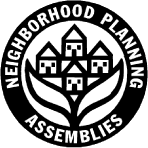 NEIGHBORHOOD PLANNING
ASSEMBLIES